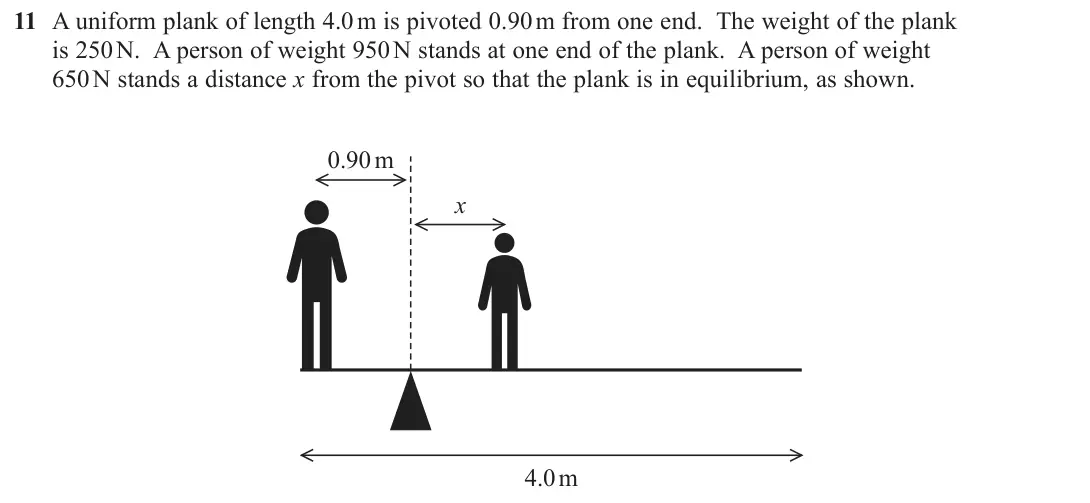 11 A uniform plank of length 4.0 m is pivoted 0.90 m from one end. The weight of the plank
is 250 N. A person of weight 950 N stands at one end of the plank. A person of weight
650 N stands a distance x from the pivot so that the plank is in equilibrium, as shown.
0.90 m
x
4.0 m